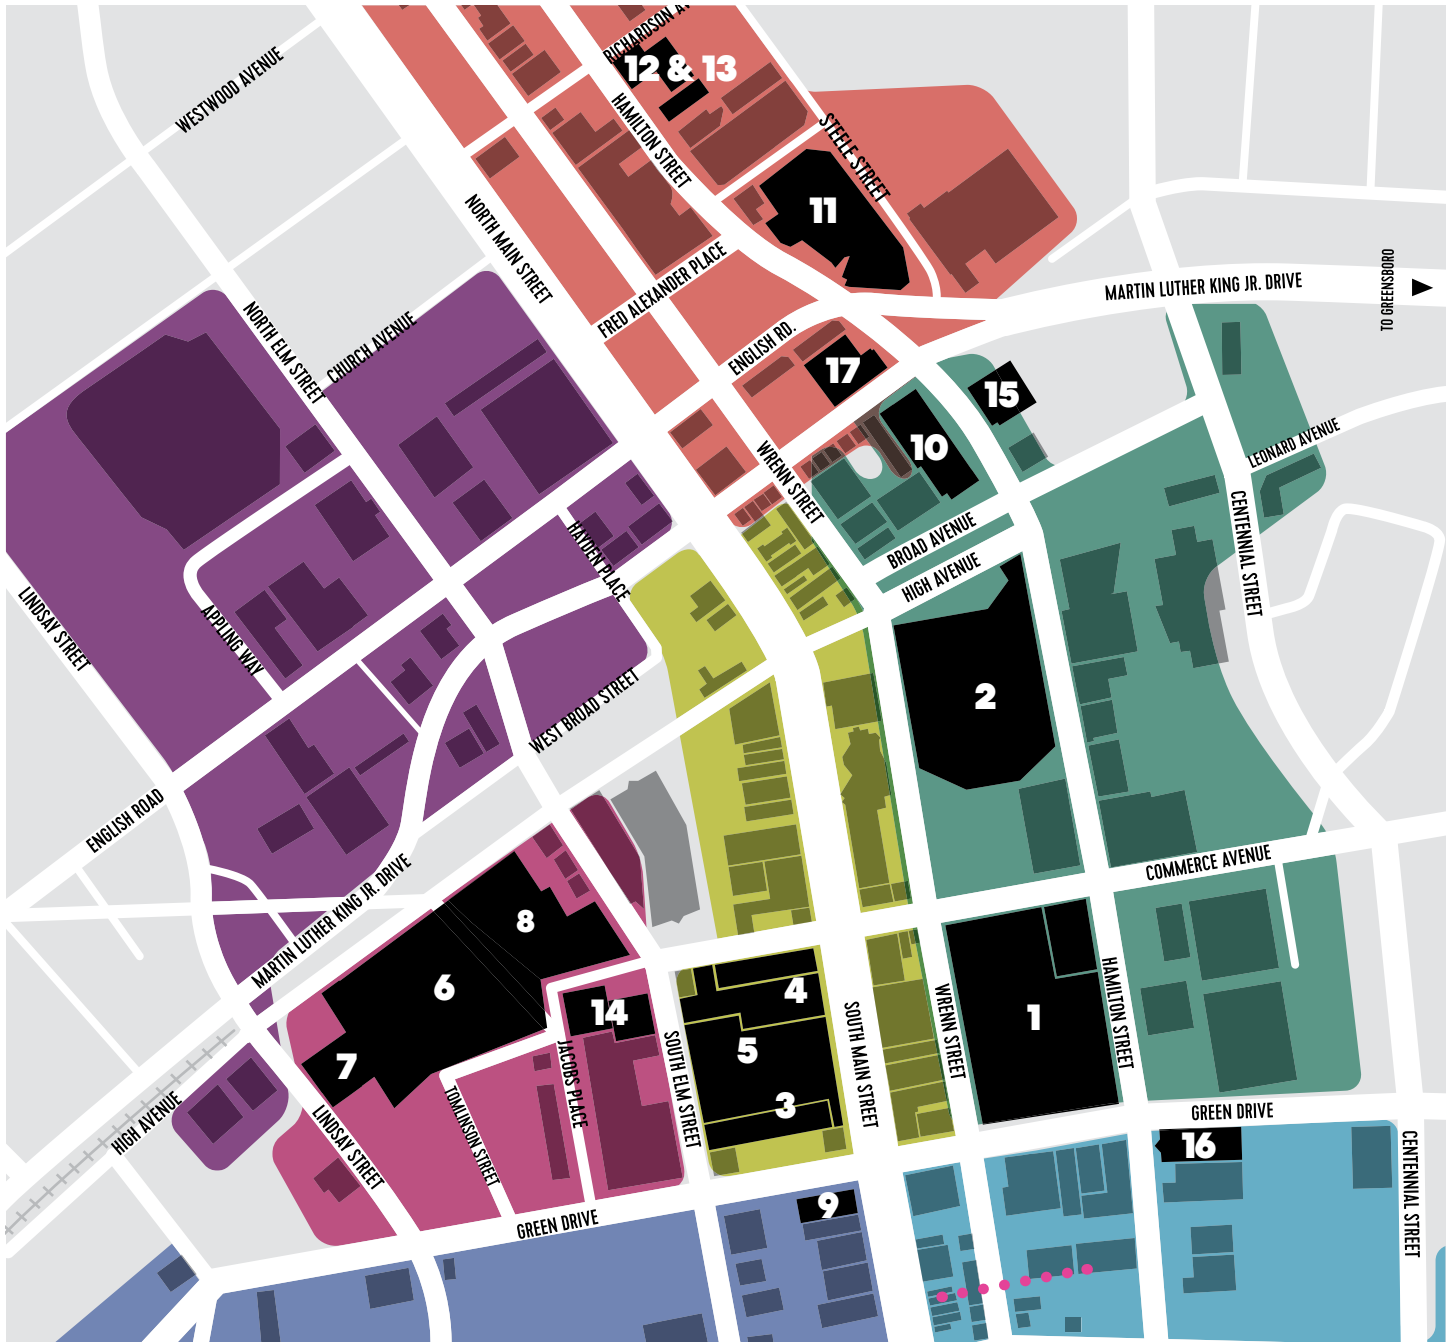 RICHARDSON AV
12 & 13
WESTWOOD AVENUE
HAMILTON STREET
STEELE STREET
11
NORTH MAIN STREET
FRED ALEXANDER PLACE
MARTIN LUTHER KING JR. DRIVE
TO GREENSBORO
NORTH ELM STREET
CHURCH AVENUE
ENGLISH RD.
17
15
WRENN STREET
10
LEONARD AVENUE
CENTENNIAL STREET
HAYDEN PLACE
BROAD AVENUE
HIGH AVENUE
LINDSAY STREET
APPLING WAY
2
WEST BROAD STREET
ENGLISH ROAD
COMMERCE AVENUE
MARTIN LUTHER KING JR. DRIVE
8
6
4
14
5
1
7
3
HIGH AVENUE
LINDSAY STREET
TOMLINSON STREET
JACOBS PLACE
SOUTH ELM STREET
SOUTH MAIN STREET
WRENN STREET
HAMILTON STREET
GREEN DRIVE
16
CENTENNIAL STREET
9
GREEN DRIVE